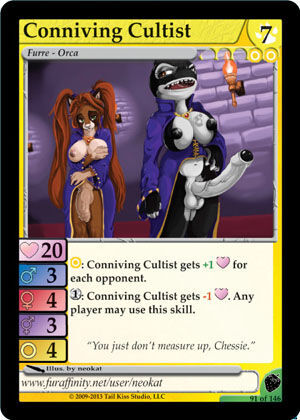 Conniving Cultist
7
Furre - Orca
20
3
4
3
4
: Conniving Cultist gets +1 for
each opponent.
1: Conniving Cultist gets -1 . Any
player may use this skill.
"You just don't measure up, Chessie."
Illus. by neokat
www.furaffinity.net/user/neokat
© 2009-2013 Tail Kiss Studio, LLC
91 of 146